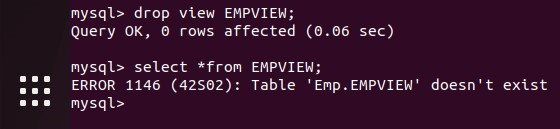 mysql> drop view EMPVIEW;
Query OK, 0 rows affected (0.06 sec)
mysql> select *from EMPVIEW;
ERROR 1146 (42S02): Table 'Emp.EMPVIEW' doesn't exist
mysql>